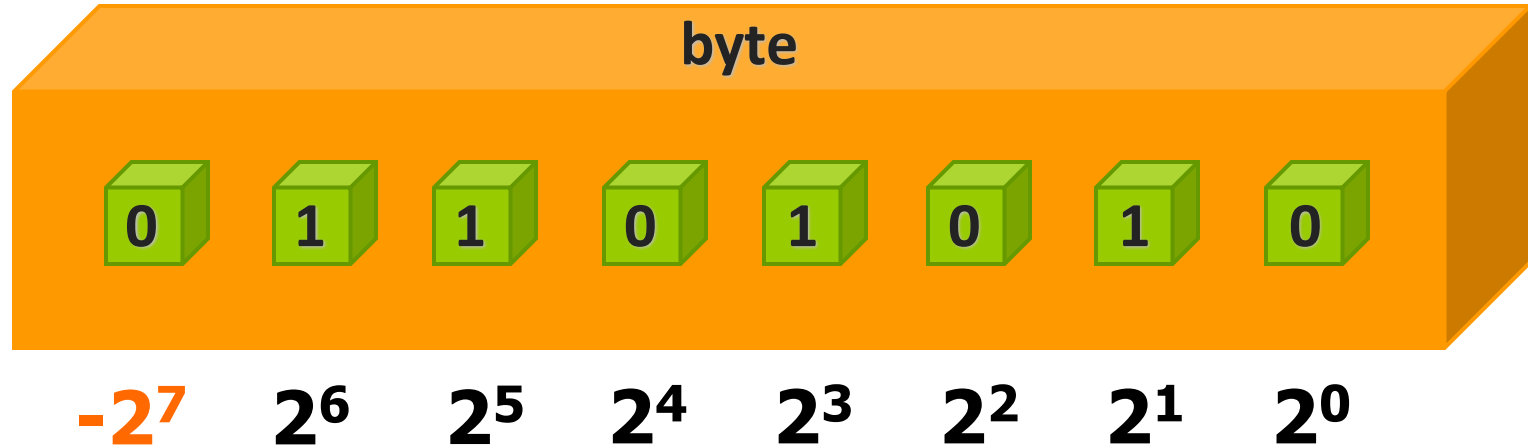 byte
0 1 1 0 1 0 1 0
-2⁷ 2⁶ 2⁵ 2⁴ 2³ 2² 2¹ 2⁰